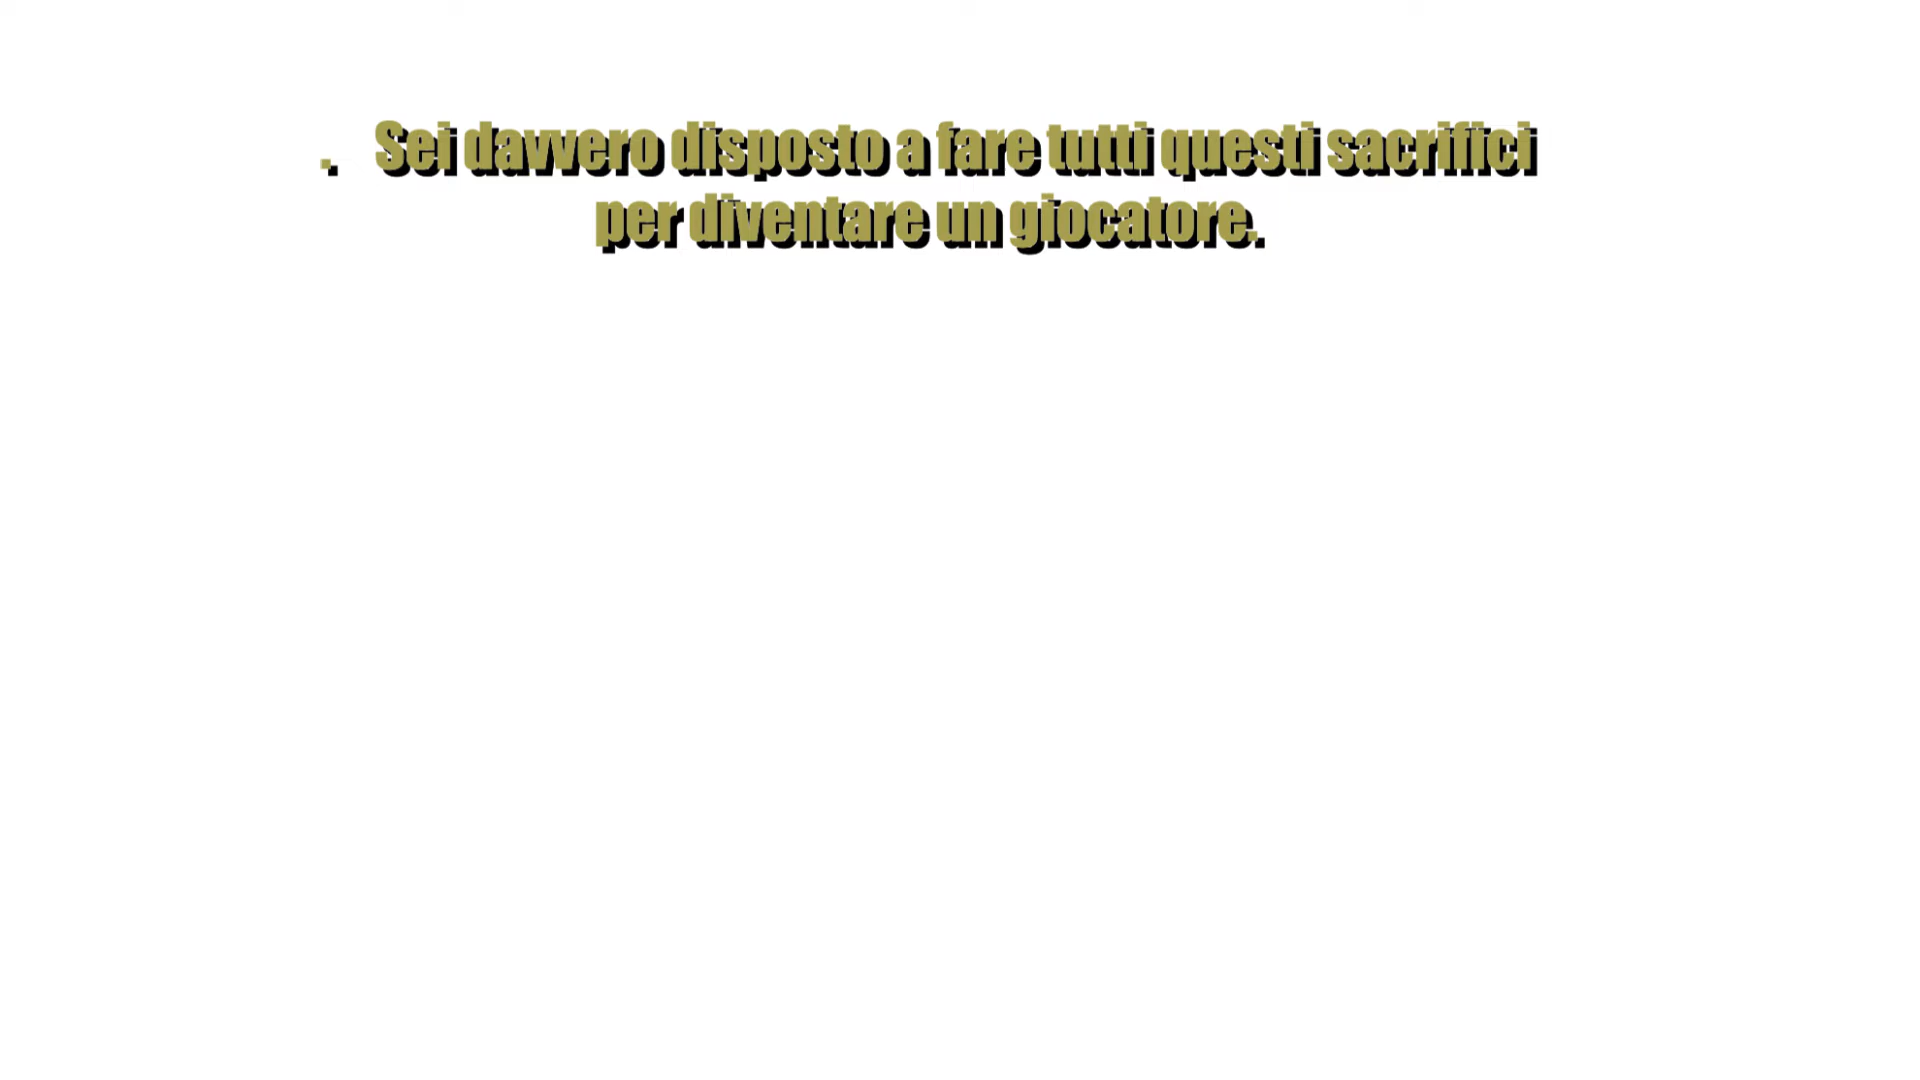 . Sei davvero disposto a fare tutti questi sacrifici
per diventare un giocatore.